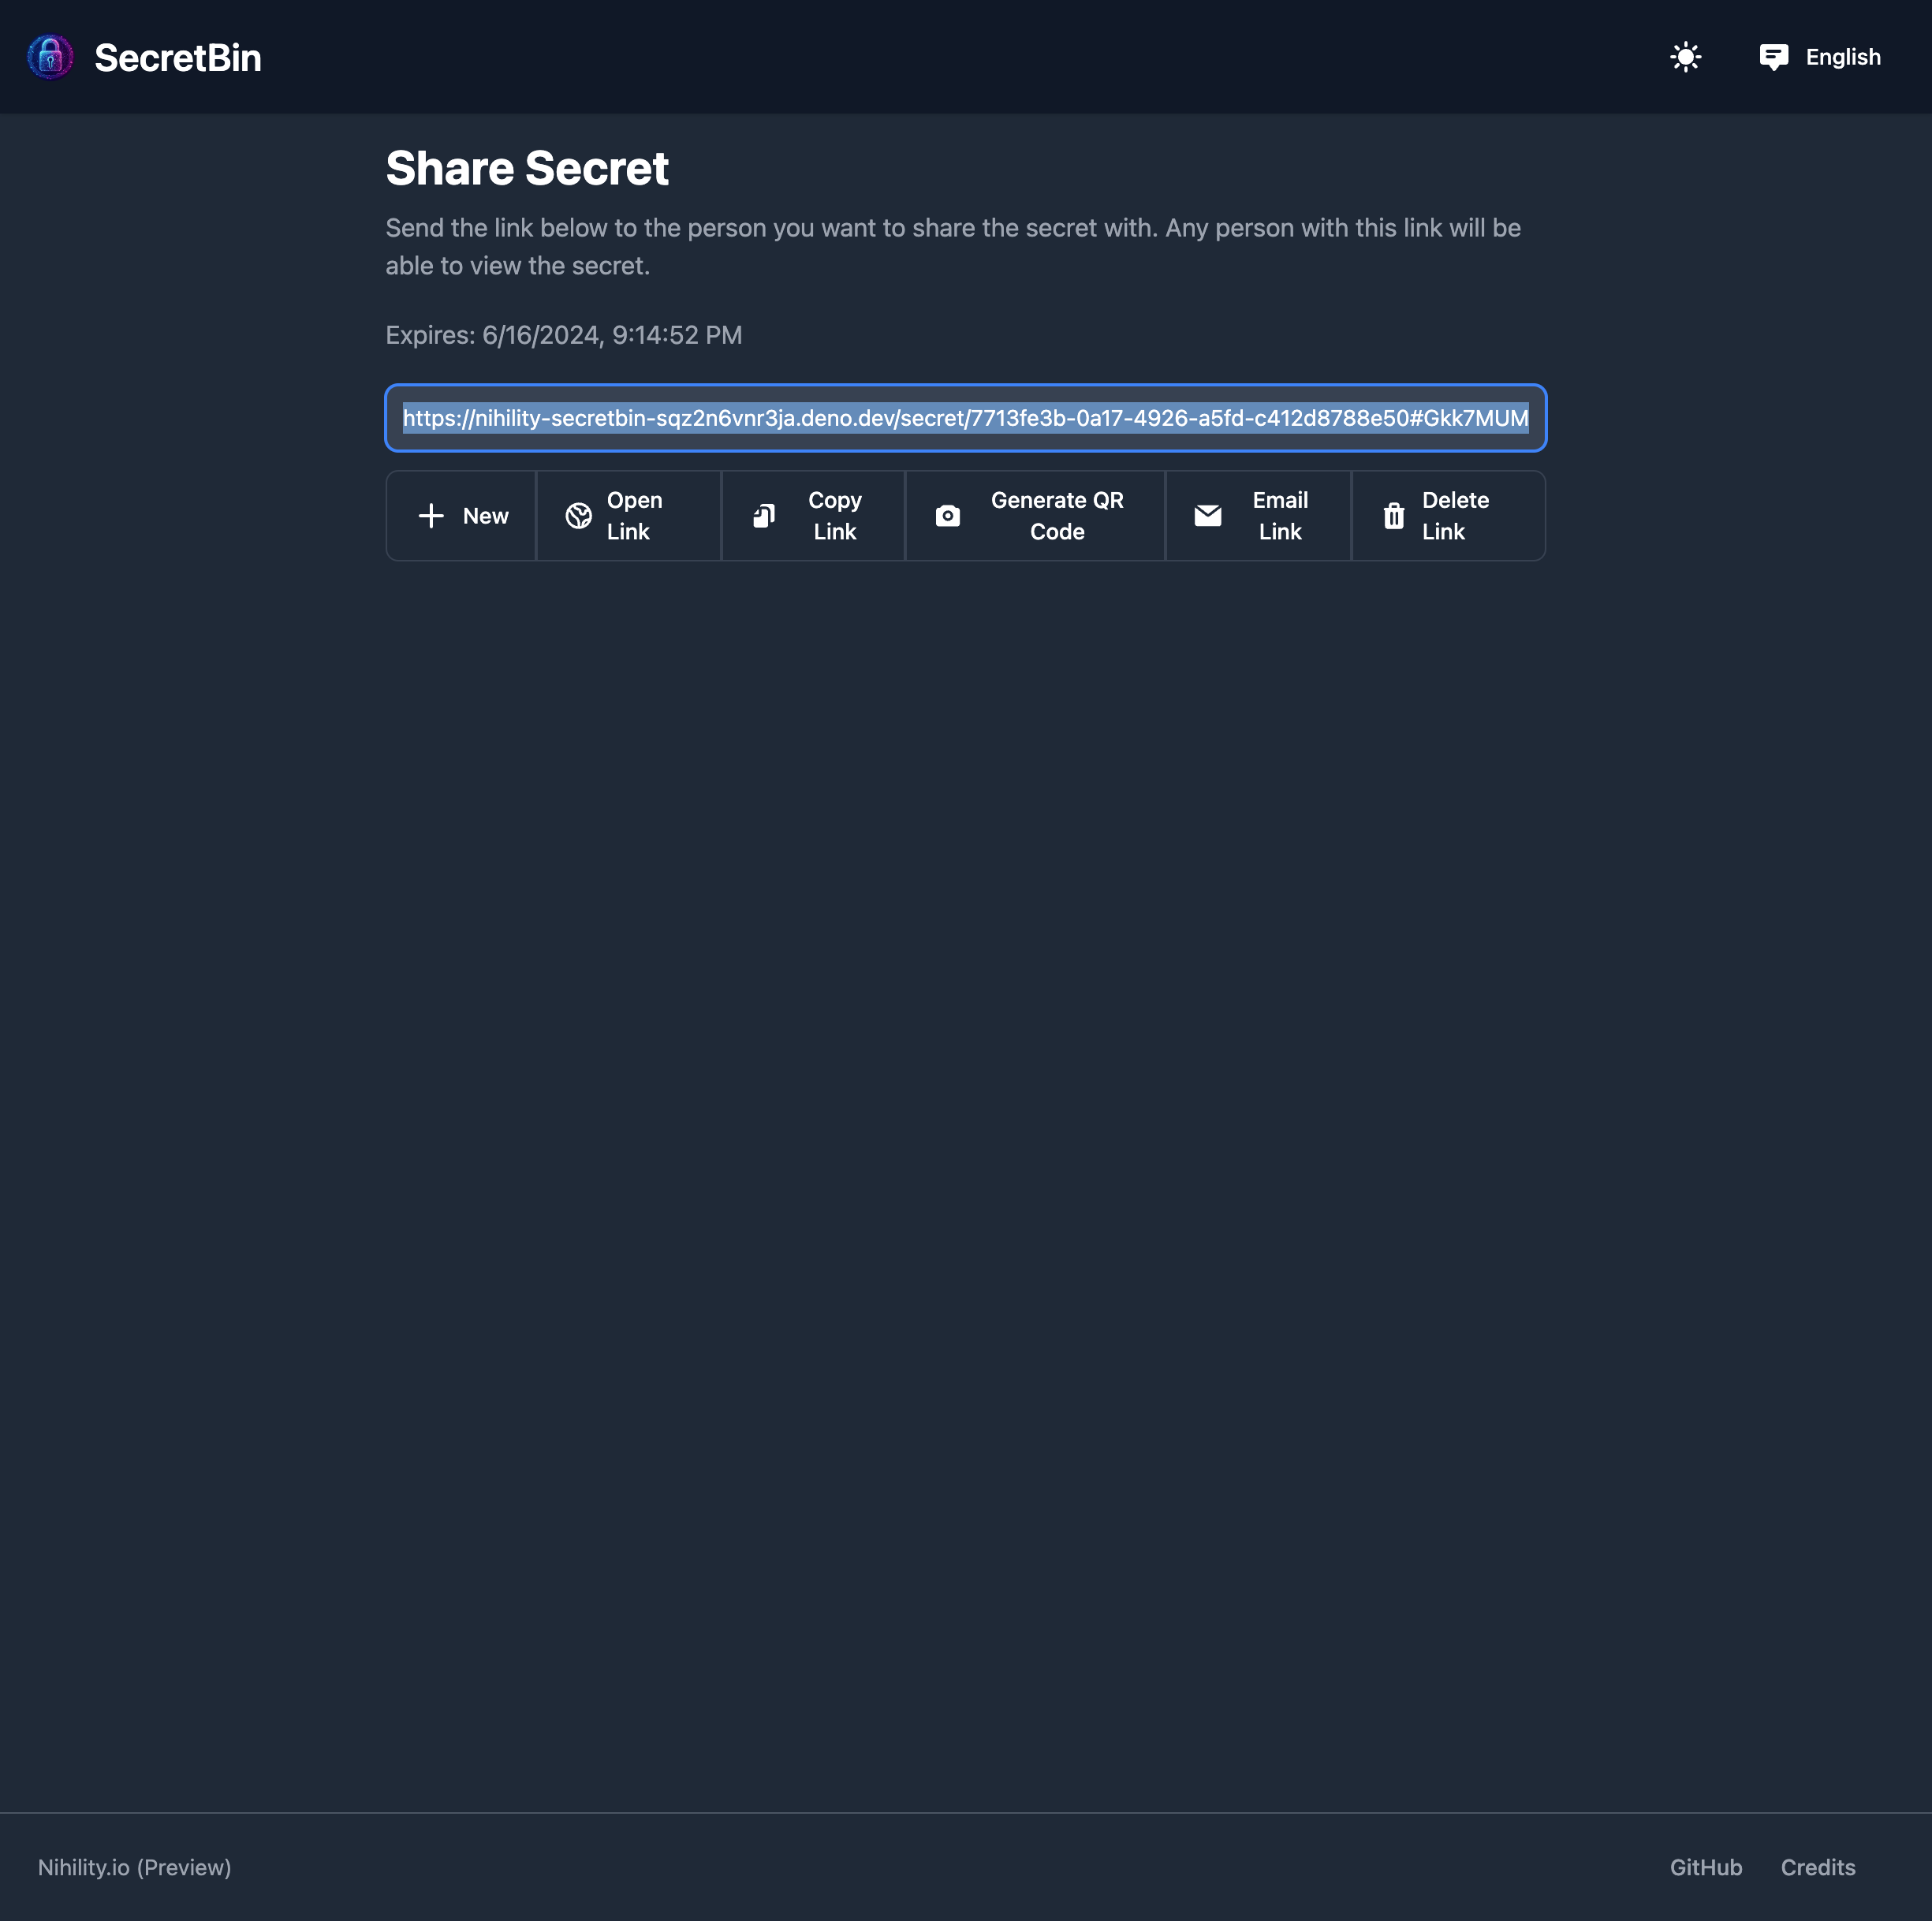 SecretBin
English
Share Secret
Send the link below to the person you want to share the secret with. Any person with this link will be
able to view the secret.
Expires: 6/16/2024, 9:14:52 PM
https://nihility-secretbin-sqz2n6vnr3ja.deno.dev/secret/7713fe3b-0a17-4926-a5fd-c412d8788e50#Gkk7MUM
New
Open
Link
Copy
Link
Generate QR
Code
Email
Link
Delete
Link
Nihility.io (Preview)
GitHub
Credits